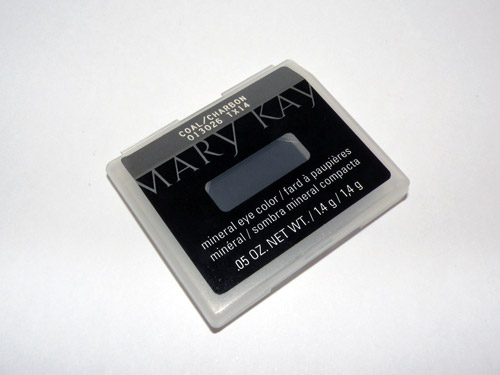 COAL/CHARBON
013026 1X14
MARY KAY
mineral eye color / fard à paupières
minéral / sombra mineral compacta
.05 OZ. NET WT. / 1.4 g / 1,4 g